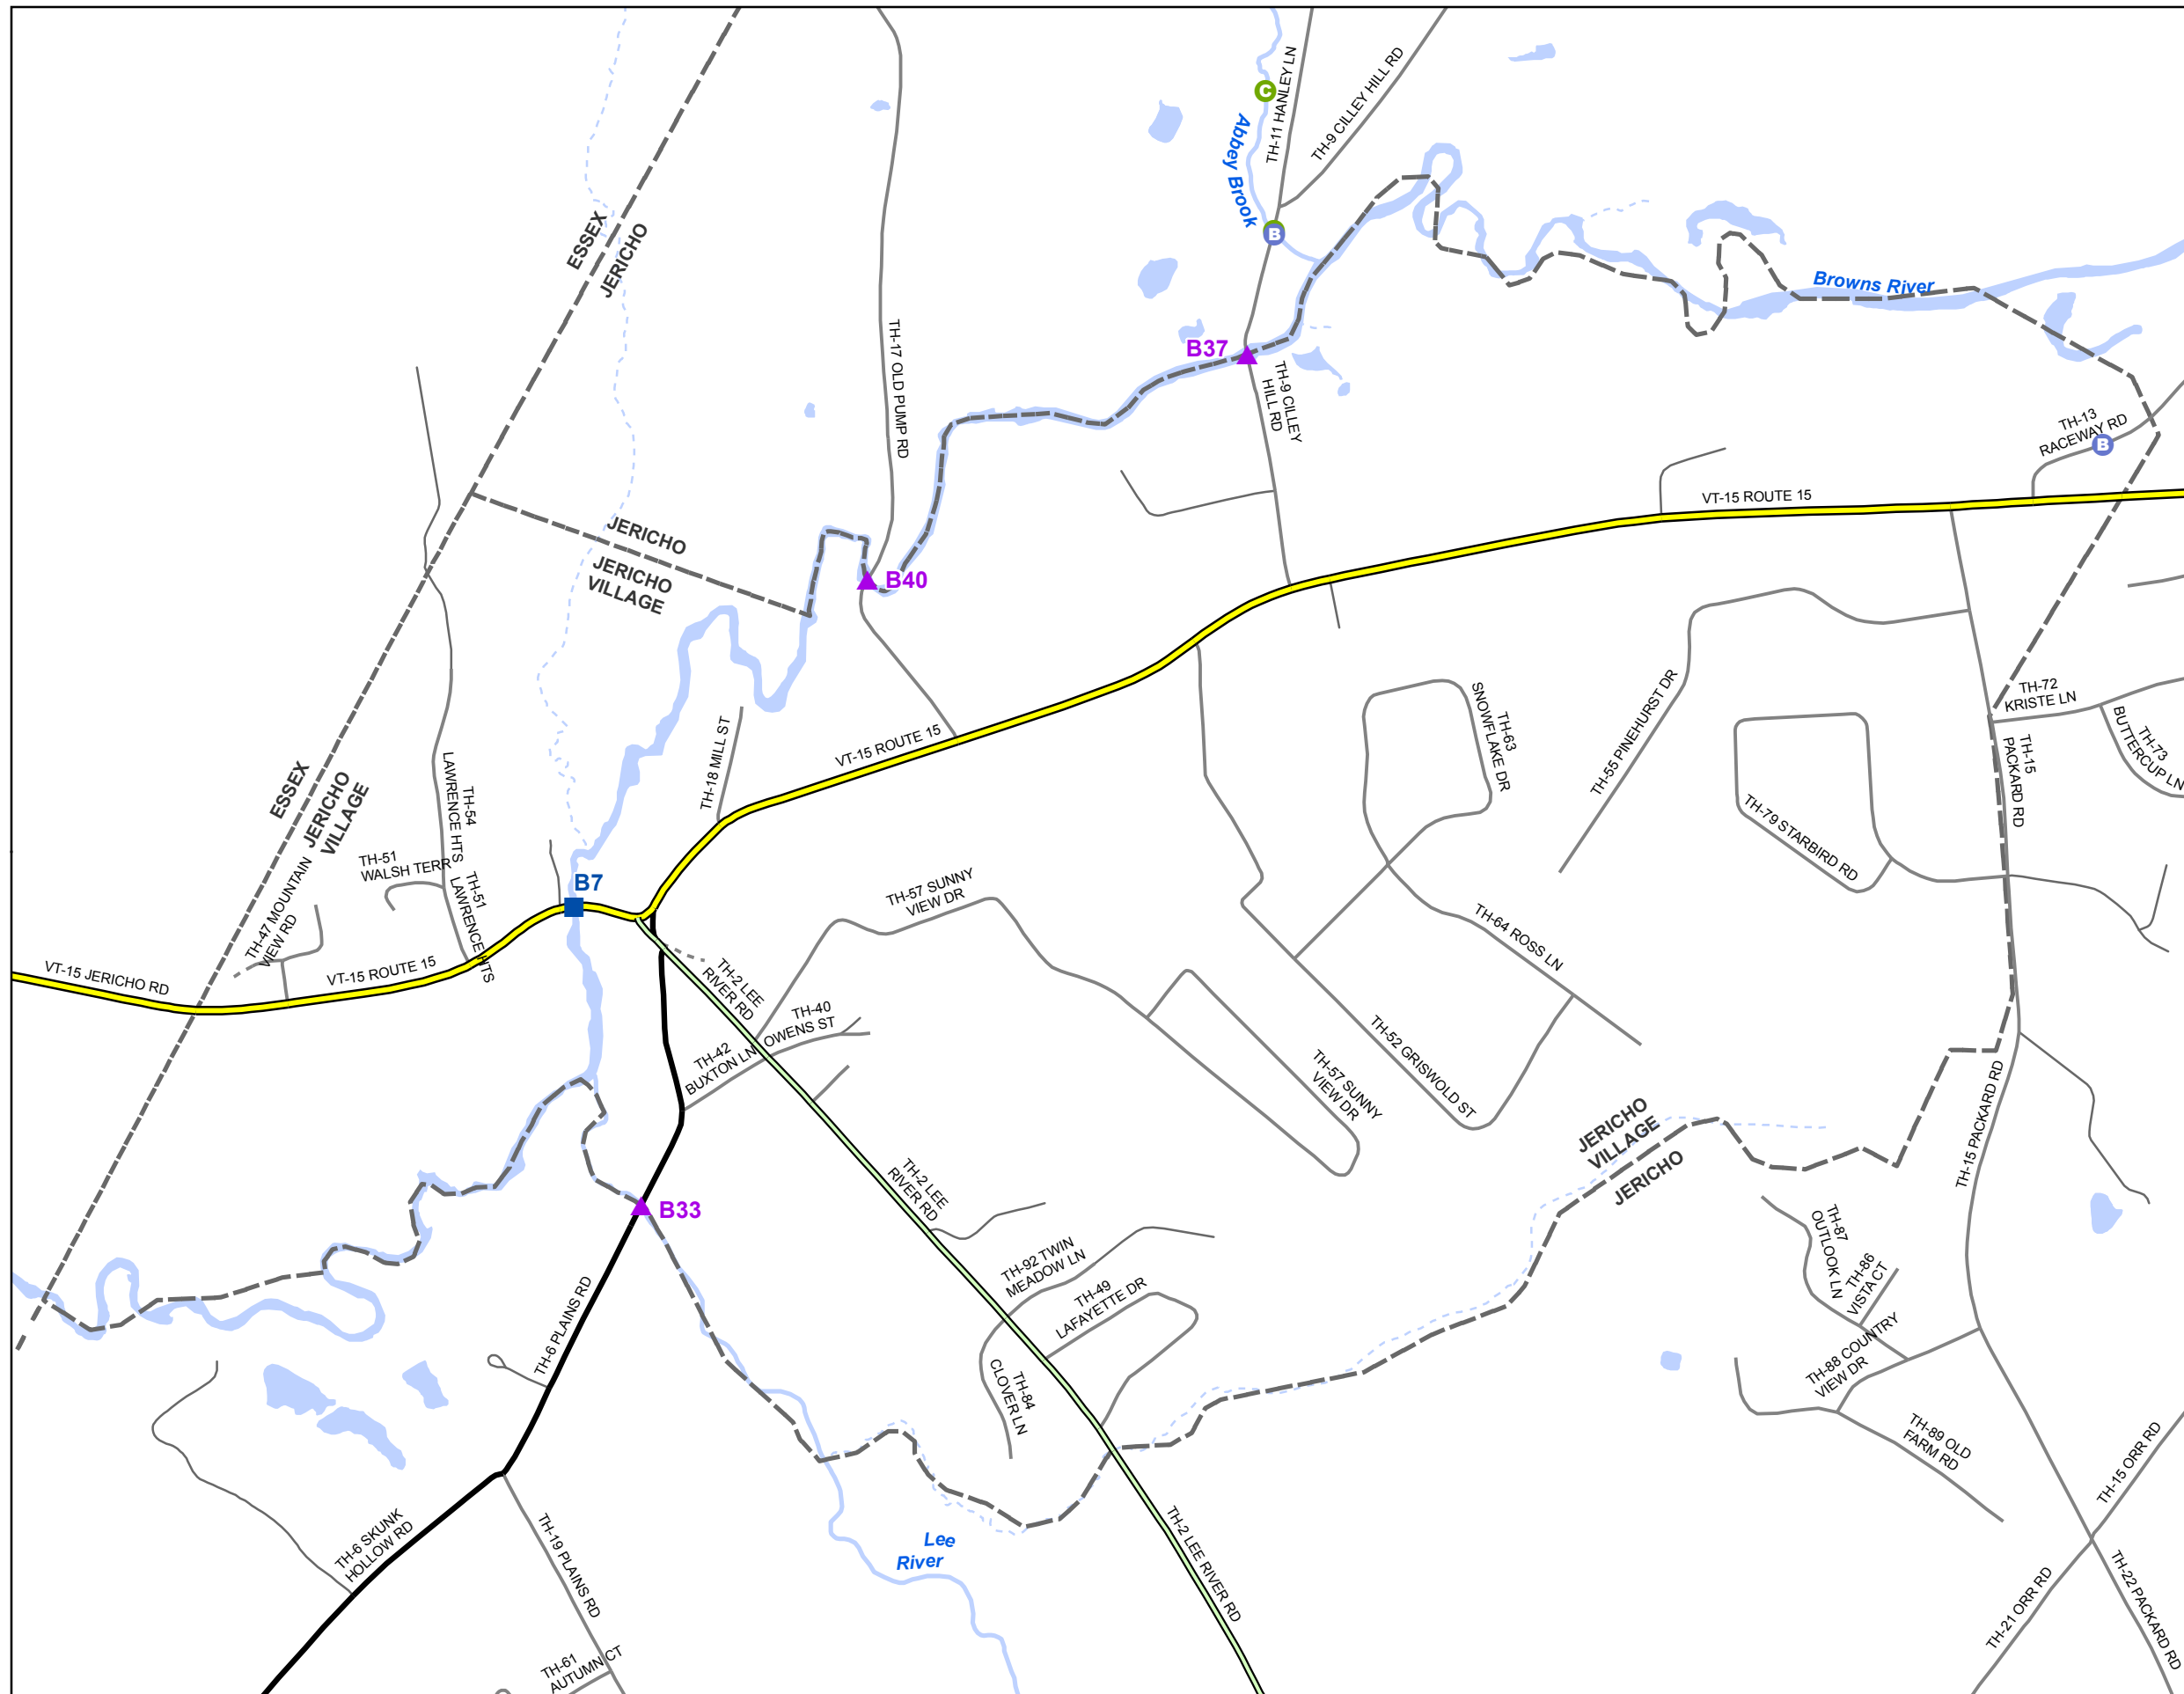 C
TH-11 HANLEY LN
TH-9 CILLEY HILL RD
Abbey Brook
B
ESSEX
JERICHO
Browns River
B37
TH-17 OLD PUMP RD
TH-9 CILLEY
HILL RD
TH-13
RACEWAY RD
B
VT-15 ROUTE 15
JERICHO
JERICHO
VILLAGE
B40
TH-72
KRISTE LN
TH-63
SNOWFLAKE DR
TH-55 PINEHURST DR
TH-73
BUTTERCUP LN
TH-15
PACKARD RD
VT-15 ROUTE 15
TH-18 MILL ST
ESSEX
JERICHO
VILLAGE
TH-54
LAWRENCE HTS
TH-79 STARBIRD RD
TH-51
WALSH TERR
B7
TH-51
LAWRENCE HTS
TH-57 SUNNY
VIEW DR
TH-47 MOUNTAIN
VIEW RD
TH-64 ROSS LN
VT-15 JERICHO RD
VT-15 ROUTE 15
TH-2 LEE
RIVER RD
TH-40
OWENS ST
TH-42
BUXTON LN
TH-52 GRISWOLD ST
TH-57 SUNNY
VIEW DR
JERICHO
VILLAGE
JERICHO
TH-15 PACKARD RD
TH-2 LEE
RIVER RD
B33
TH-87
OUTLOOK LN
TH-86
VISTA CT
TH-92 TWIN
MEADOW LN
TH-49
LAFAYETTE DR
TH-6 PLAINS RD
TH-88 COUNTRY
VIEW DR
TH-84
CLOVER LN
TH-89 OLD
FARM RD
TH-15 ORR RD
TH-6 SKUNK
HOLLOW RD
TH-19 PLAINS RD
Lee
River
TH-2 LEE RIVER RD
TH-21 ORR RD
TH-22 PACKARD RD
TH-61
AUTUMN CT